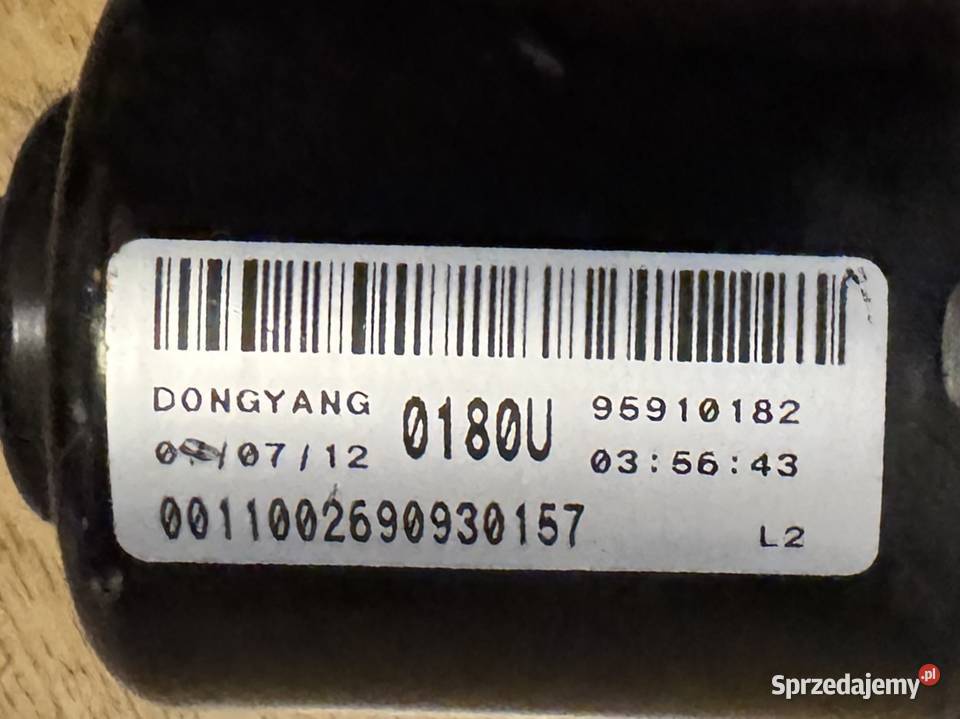 DONGYANG 0180U 95910182
/07/12 03:56:43
0011002690930157 L2
Sprzedajemy.pl